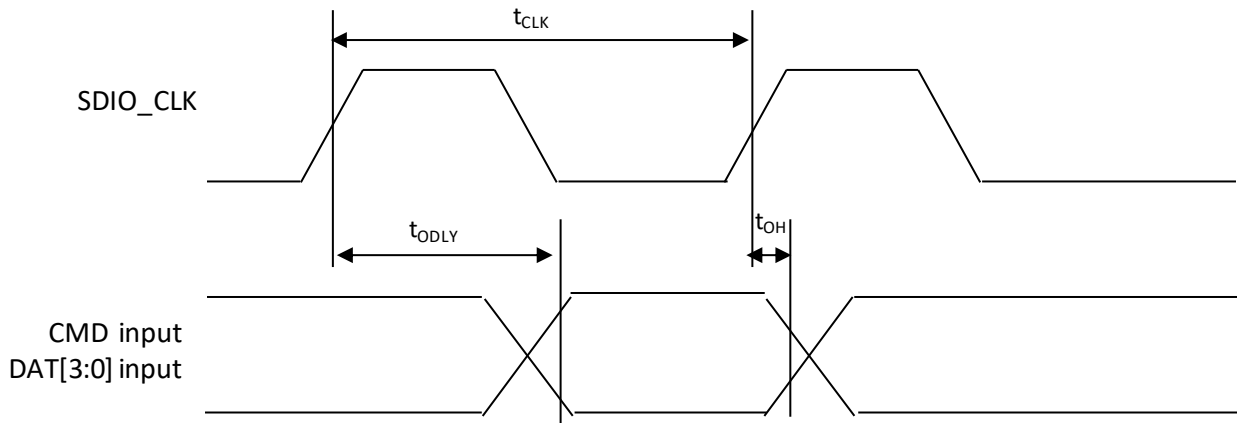 tCLK
SDIO_CLK
tODLY
tOH
CMD input
DAT[3:0] input